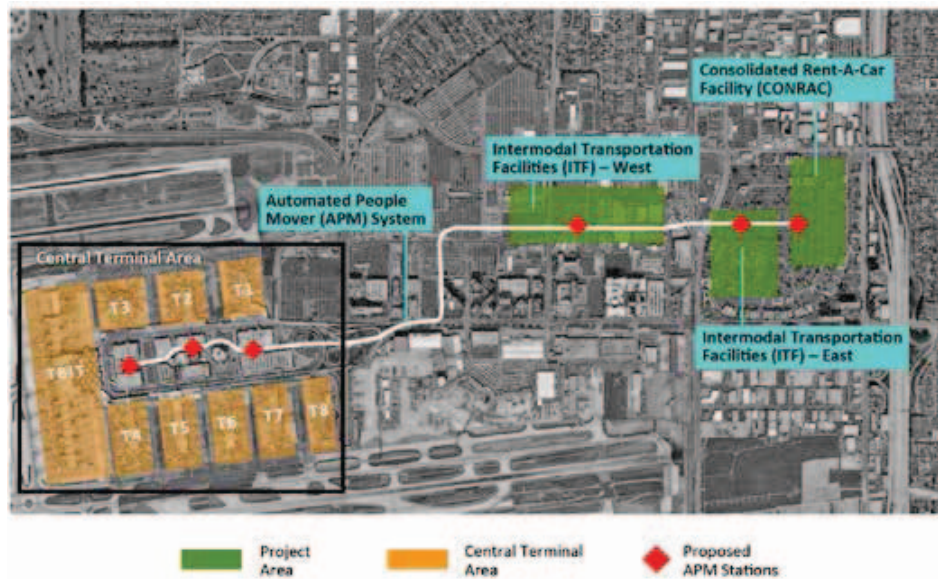 Consolidated Rent-A-Car
Facility (CONRAC)
Intermodal Transportation
Facilities (ITF) – West
Automated People
Mover (APM) System
Central Terminal Area
T3
T2
T1
TBIT
T4
T5
T6
T7
T8
Intermodal Transportation
Facilities (ITF) – East
Project
Area
Central Terminal
Area
Proposed
APM Stations